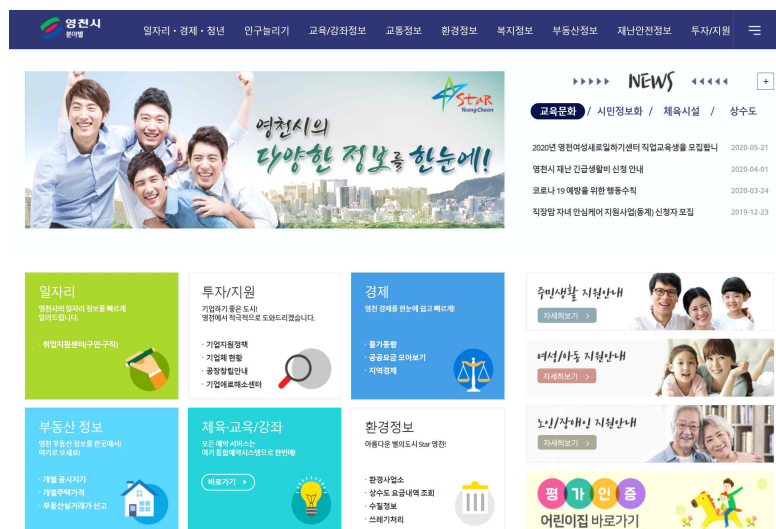 영천시
분야별
일자리 · 경제 · 청년 인구늘리기 교육/강좌정보 교통정보 환경정보 복지정보 부동산정보 재난안전정보 투자/지원
STAR
YeongCheon
영천시의
다양한 정보를 한눈에!
NEWS
+
교육문화 / 시민정보화 / 체육시설 / 상수도
2020년 영천여성새로일하기센터 직업교육생을 모집합니 2020-05-21
영천시 재난 긴급생활비 신청 안내 2020-04-01
코로나 19 예방을 위한 행동수칙 2020-03-24
직장맘 자녀 안심케어 지원사업(동계) 신청자 모집 2019-12-23
일자리
영천시의 일자리 정보를 빠르게
알려드립니다.
· 취업지원센터(구인·구직)
투자/지원
기업하기 좋은 도시!
영천에서 적극적으로 도와드리겠습니다.
· 기업지원정책
· 기업체 현황
· 공장창립안내
· 기업애로해소센터
경제
영천 경제를 한눈에 쉽고 빠르게!
· 물가동향
· 공공요금 모아보기
· 지역경제
주민생활 지원안내
자세히보기 >
여성/아동 지원안내
자세히보기 >
노인/장애인 지원안내
자세히보기 >
부동산 정보
영천 부동산 정보를 한곳에서!
여기로 오세요!
· 개별 공시지가
· 개별주택가격
· 부동산실거래가 신고
체육·교육/강좌
모든 예약 서비스는
여기 통합예약시스템으로 한번에!
바로가기
환경정보
아름다운 별의도시 Star 영천!
· 환경사업소
· 상수도 요금내역 조회
· 수질정보
· 쓰레기처리
평가인증
어린이집 바로가기